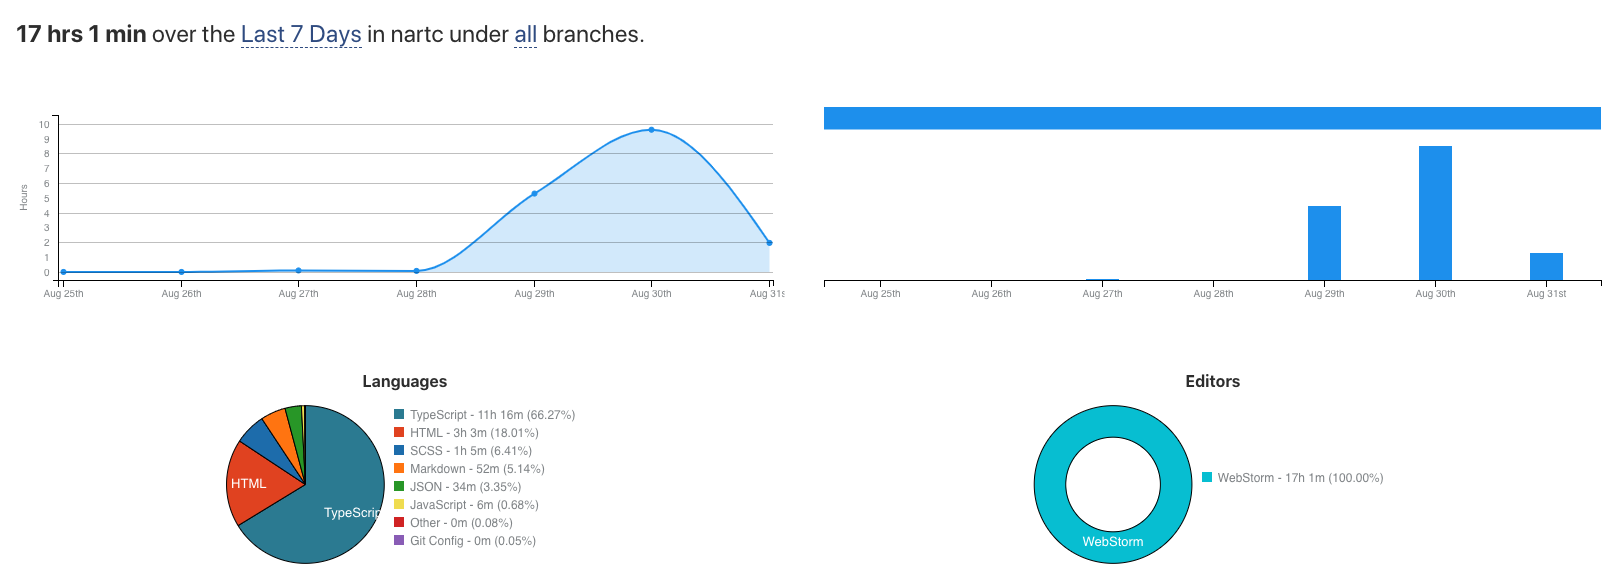 17 hrs 1 min over the Last 7 Days in nartc under all branches.
Hours
10
9
8
7
6
5
4
3
2
1
0
Aug 25th Aug 26th Aug 27th Aug 28th Aug 29th Aug 30th Aug 31s
Aug 25th Aug 26th Aug 27th Aug 28th Aug 29th Aug 30th Aug 31st
Languages
HTML
TypeScrip
TypeScript - 11h 16m (66.27%)
HTML - 3h 3m (18.01%)
SCSS - 1h 5m (6.41%)
Markdown - 52m (5.14%)
JSON - 34m (3.35%)
JavaScript - 6m (0.68%)
Other - 0m (0.08%)
Git Config - 0m (0.05%)
Editors
WebStorm
WebStorm - 17h 1m (100.00%)